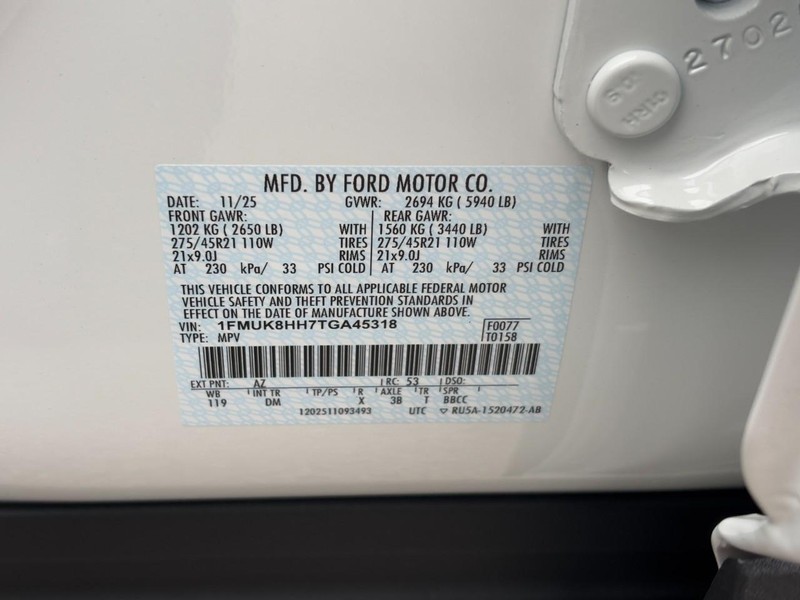 2702
10.9
CHRA
MFD. BY FORD MOTOR CO.
DATE: 11/25 GVWR: 2694 KG ( 5940 LB)
FRONT GAWR: REAR GAWR:
1202 KG ( 2650 LB) WITH 1560 KG ( 3440 LB) WITH
275/45R21 110W TIRES 275/45R21 110W TIRES
21x9.0J RIMS 21x9.0J RIMS
AT 230 kPa/ 33 PSI COLD AT 230 kPa/ 33 PSI COLD
THIS VEHICLE CONFORMS TO ALL APPLICABLE FEDERAL MOTOR
VEHICLE SAFETY AND THEFT PREVENTION STANDARDS IN
EFFECT ON THE DATE OF MANUFACTURE SHOWN ABOVE.
VIN: 1FMUK8HH7TGA45318 F0077
TYPE: MPV T0158
EXT PNT: AZ RC: 53 DSO:
WB INT TR TP/PS R AXLE TR SPR
119 DM X 38 T BBCC
1202511093493 UTC ▽ RU5A-1520472-AB